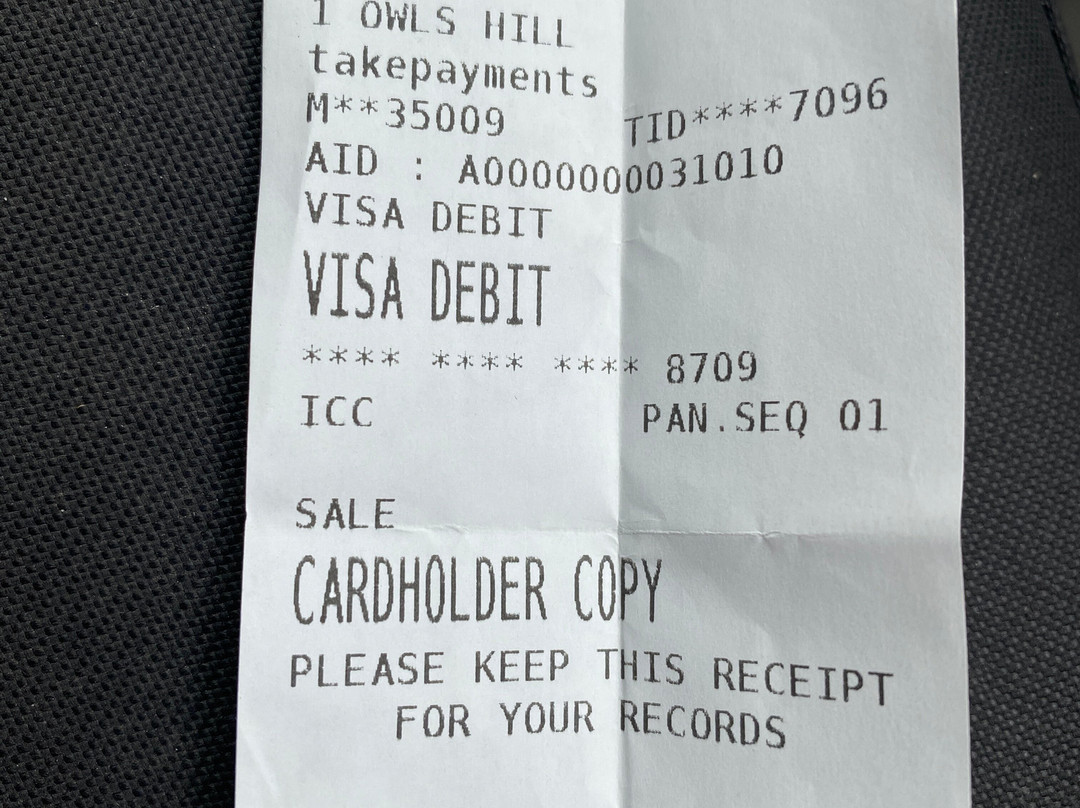 1 OWLS HILL
takepayments
M**35009 TID****7096
AID : A0000000031010
VISA DEBIT
VISA DEBIT
**** **** **** 8709
ICC PAN.SEQ 01
SALE
CARDHOLDER COPY
PLEASE KEEP THIS RECEIPT
FOR YOUR RECORDS